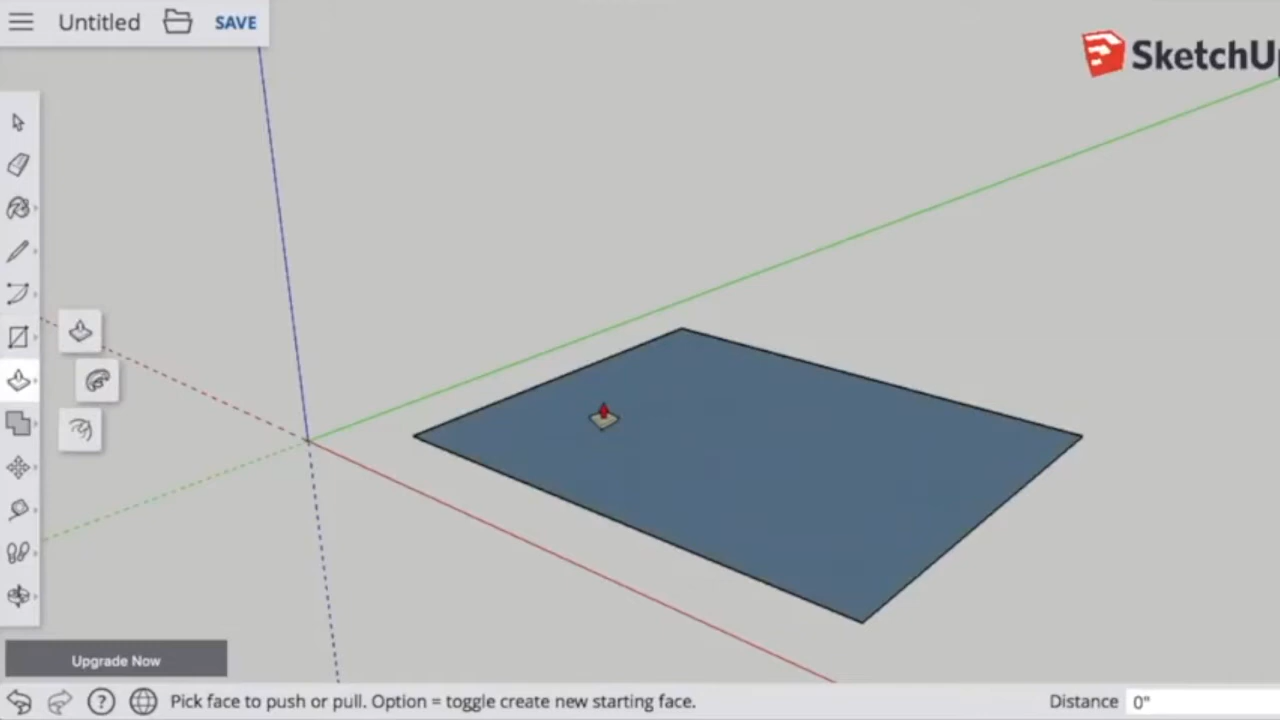 Untitled SAVE
SketchUp
Upgrade Now
Pick face to push or pull. Option = toggle create new starting face.
Distance 0"